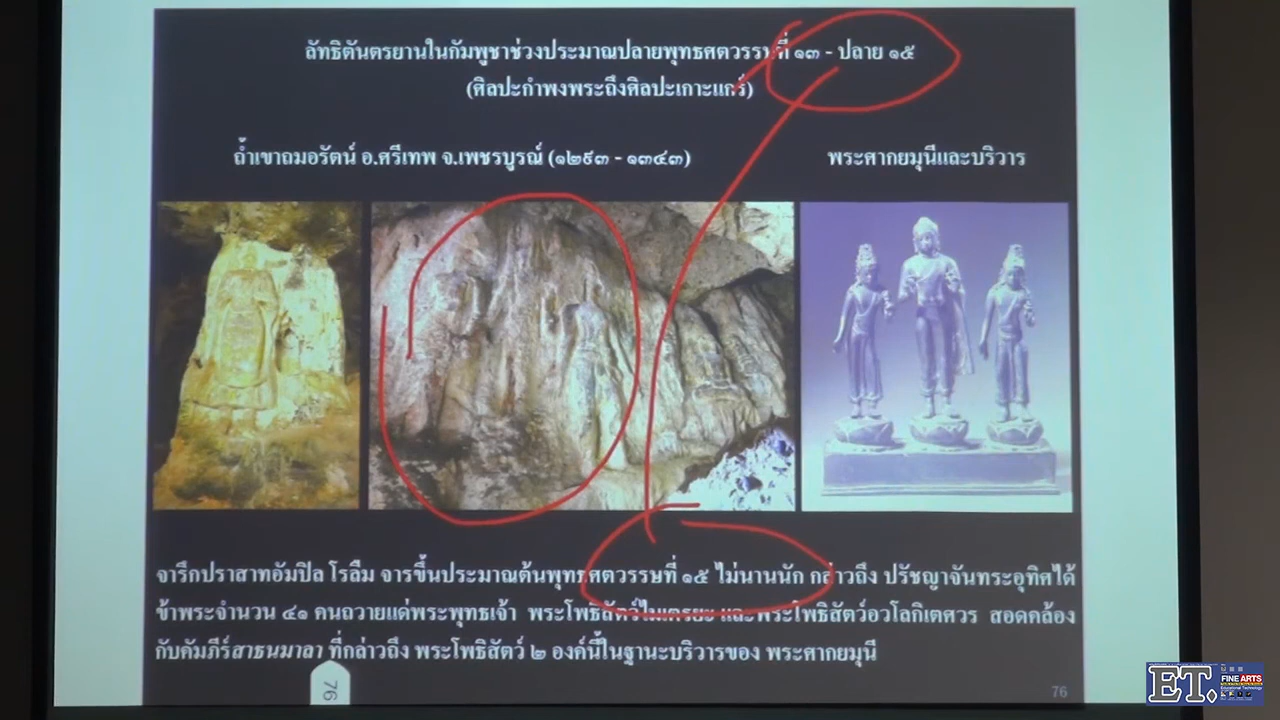 ลัทธิตันตรยานในกัมพูชาช่วงประมาณปลายพุทธศตวรรษที่ ๑๓ - ปลาย ๑๕
(ศิลปะกำพงพระถึงศิลปะเกาะแกร์)
ถ้ำเขาถมอรัตน์ อ.ศรีเทพ จ.เพชรบูรณ์ (๑๒๙๓ - ๑๓๔๓)
พระศากยมุนีและบริวาร
จารึกปราสาทอัมปิล โรลึม จารขึ้นประมาณต้นพุทธศตวรรษที่ ๑๕ ไม่นานนัก กล่าวถึง ปรัชญาจันทระอุทิศได้
ข้าพระจำนวน ๔๑ คนถวายแด่พระพุทธเจ้า พระโพธิสัตว์ไมเตรยะ และพระโพธิสัตว์อวโลกิเตศวร สอดคล้อง
กับคัมภีร์สาธนมาลา ที่กล่าวถึง พระโพธิสัตว์ ๒ องค์นี้ในฐานะบริวารของ พระศากยมุนี
76
76
ET.
FINE ARTS
Educational Technology